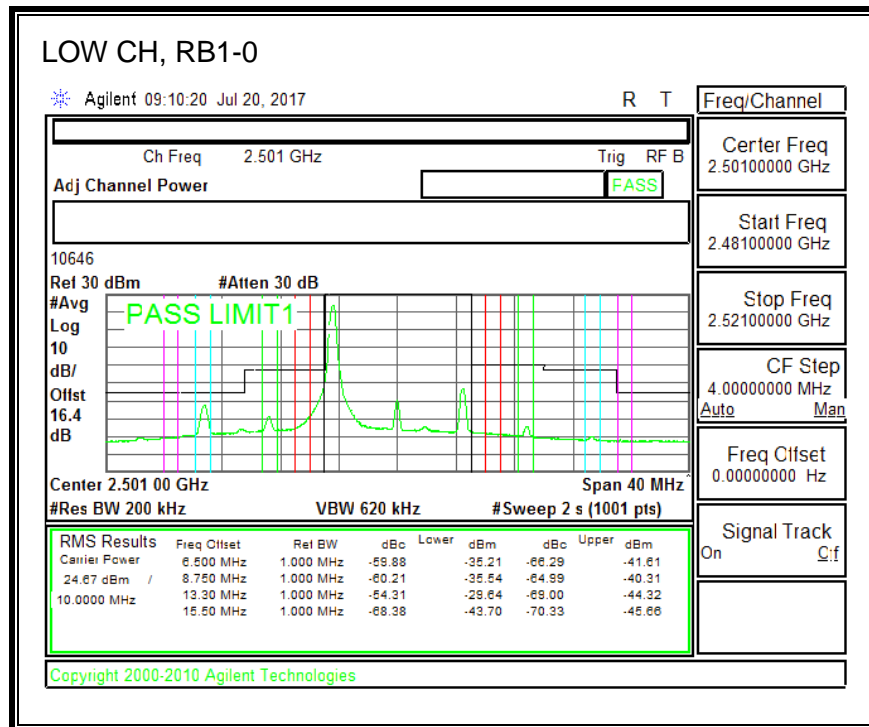 LOW CH, RB1-0
Agilent 09:10:20 Jul 20, 2017 R T
Freq/Channel
Ch Freq 2.501 GHz Trig RF B
Adj Channel Power PASS
10646
Ref 30 dBm #Atten 30 dB
#Avg
Log
10
dB/
Offst
16.4
dB
PASS LIMIT1
Center 2.501 00 GHz Span 40 MHz
#Res BW 200 kHz VBW 620 kHz #Sweep 2 s (1001 pts)
RMS Results Freq Offset Ref BW dBc Lower dBm dBc Upper dBm
Carrier Power 6.500 MHz 1.000 MHz -59.88 -35.21 -66.29 -41.61
24.67 dBm / 8.750 MHz 1.000 MHz -60.21 -35.54 -64.99 -40.31
10.0000 MHz 13.30 MHz 1.000 MHz -54.31 -29.64 -69.00 -44.32
15.50 MHz 1.000 MHz -68.38 -43.70 -70.33 -45.66
Center Freq
2.50100000 GHz
Start Freq
2.48100000 GHz
Stop Freq
2.52100000 GHz
CF Step
4.00000000 MHz
Auto Man
Freq Offset
0.00000000 Hz
Signal Track
On Off
Copyright 2000-2010 Agilent Technologies